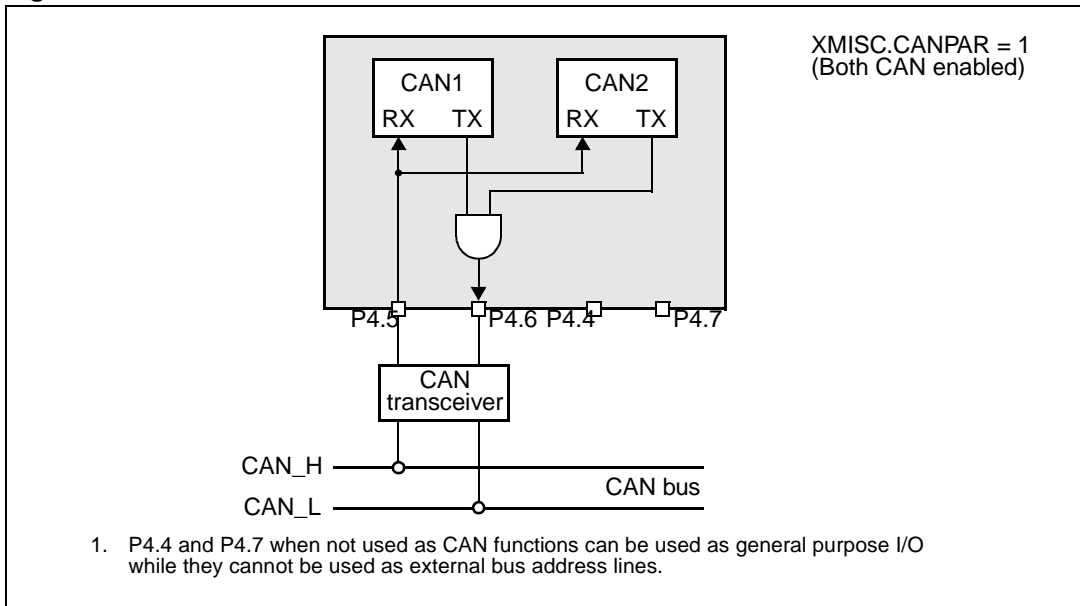 XMISC.CANPAR = 1
(Both CAN enabled)
CAN1
RX TX
CAN2
RX TX
P4.5
P4.6
P4.4
P4.7
CAN
transceiver
CAN_H
CAN_L
CAN bus
1. P4.4 and P4.7 when not used as CAN functions can be used as general purpose I/O
while they cannot be used as external bus address lines.